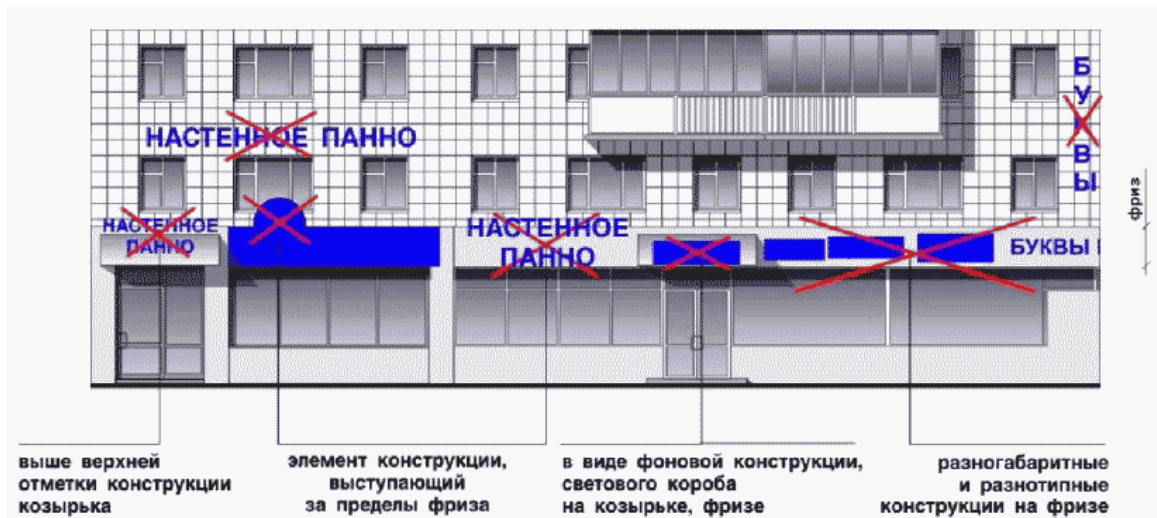 НАСТЕННОЕ ПАННО
Б
У
В
Ы
фриз
НАСТЕННОЕ
ПАННО
НАСТЕННОЕ
ПАННО
БУКВЫ
выше верхней
отметки конструкции
козырька
элемент конструкции,
выступающий
за пределы фриза
в виде фоновой конструкции,
светового короба
на козырьке, фризе
разногабаритные
и разнотипные
конструкции на фризе